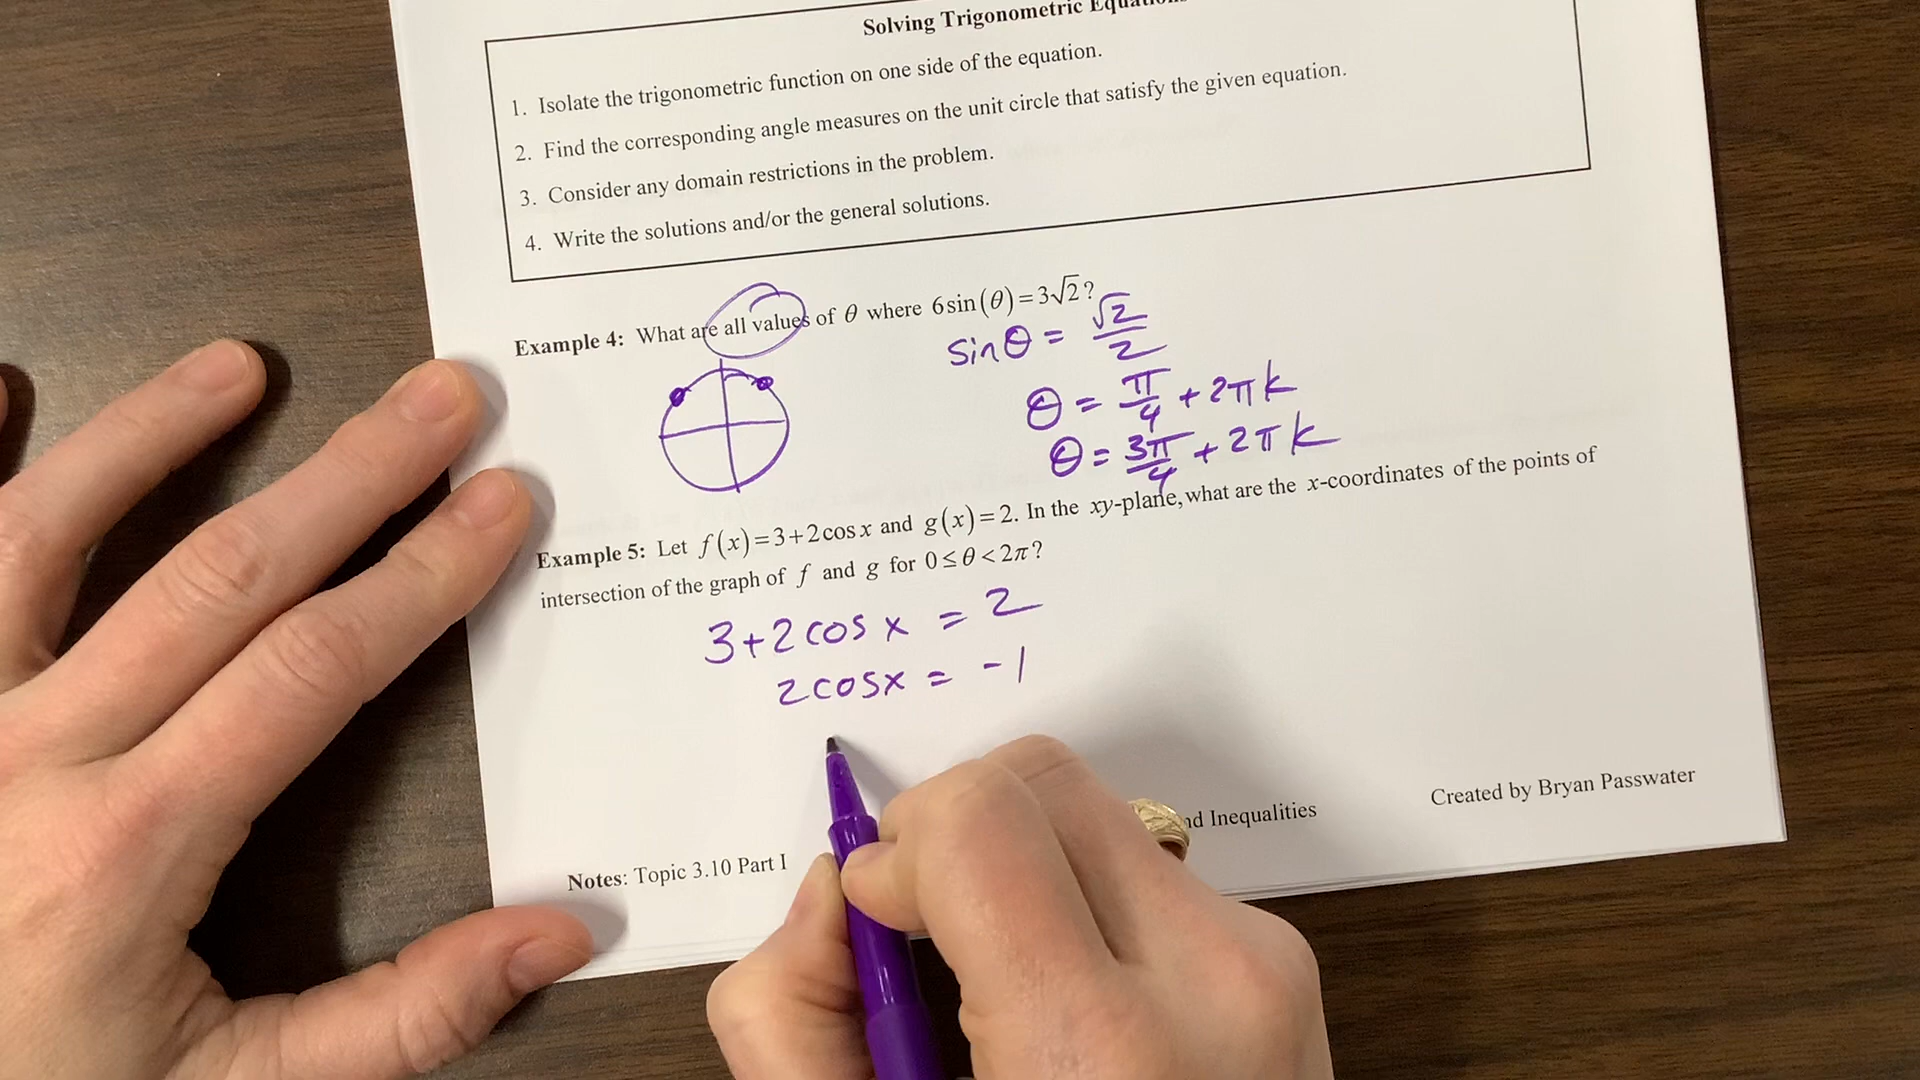 Solving Trigonometric Equations
1. Isolate the trigonometric function on one side of the equation.
2. Find the corresponding angle measures on the unit circle that satisfy the given equation.
3. Consider any domain restrictions in the problem.
4. Write the solutions and/or the general solutions.
Example 4: What are all values of θ where 6sin(θ)=3√2?
sinθ = √2/2
θ = π/4 + 2πk
θ = 3π/4 + 2πk
Example 5: Let f(x)=3+2cos x and g(x)=2. In the xy-plane, what are the x-coordinates of the points of
intersection of the graph of f and g for 0≤θ<2π?
3+2cos x = 2
2cosx = -1
Notes: Topic 3.10 Part I
Inequalities
Created by Bryan Passwater